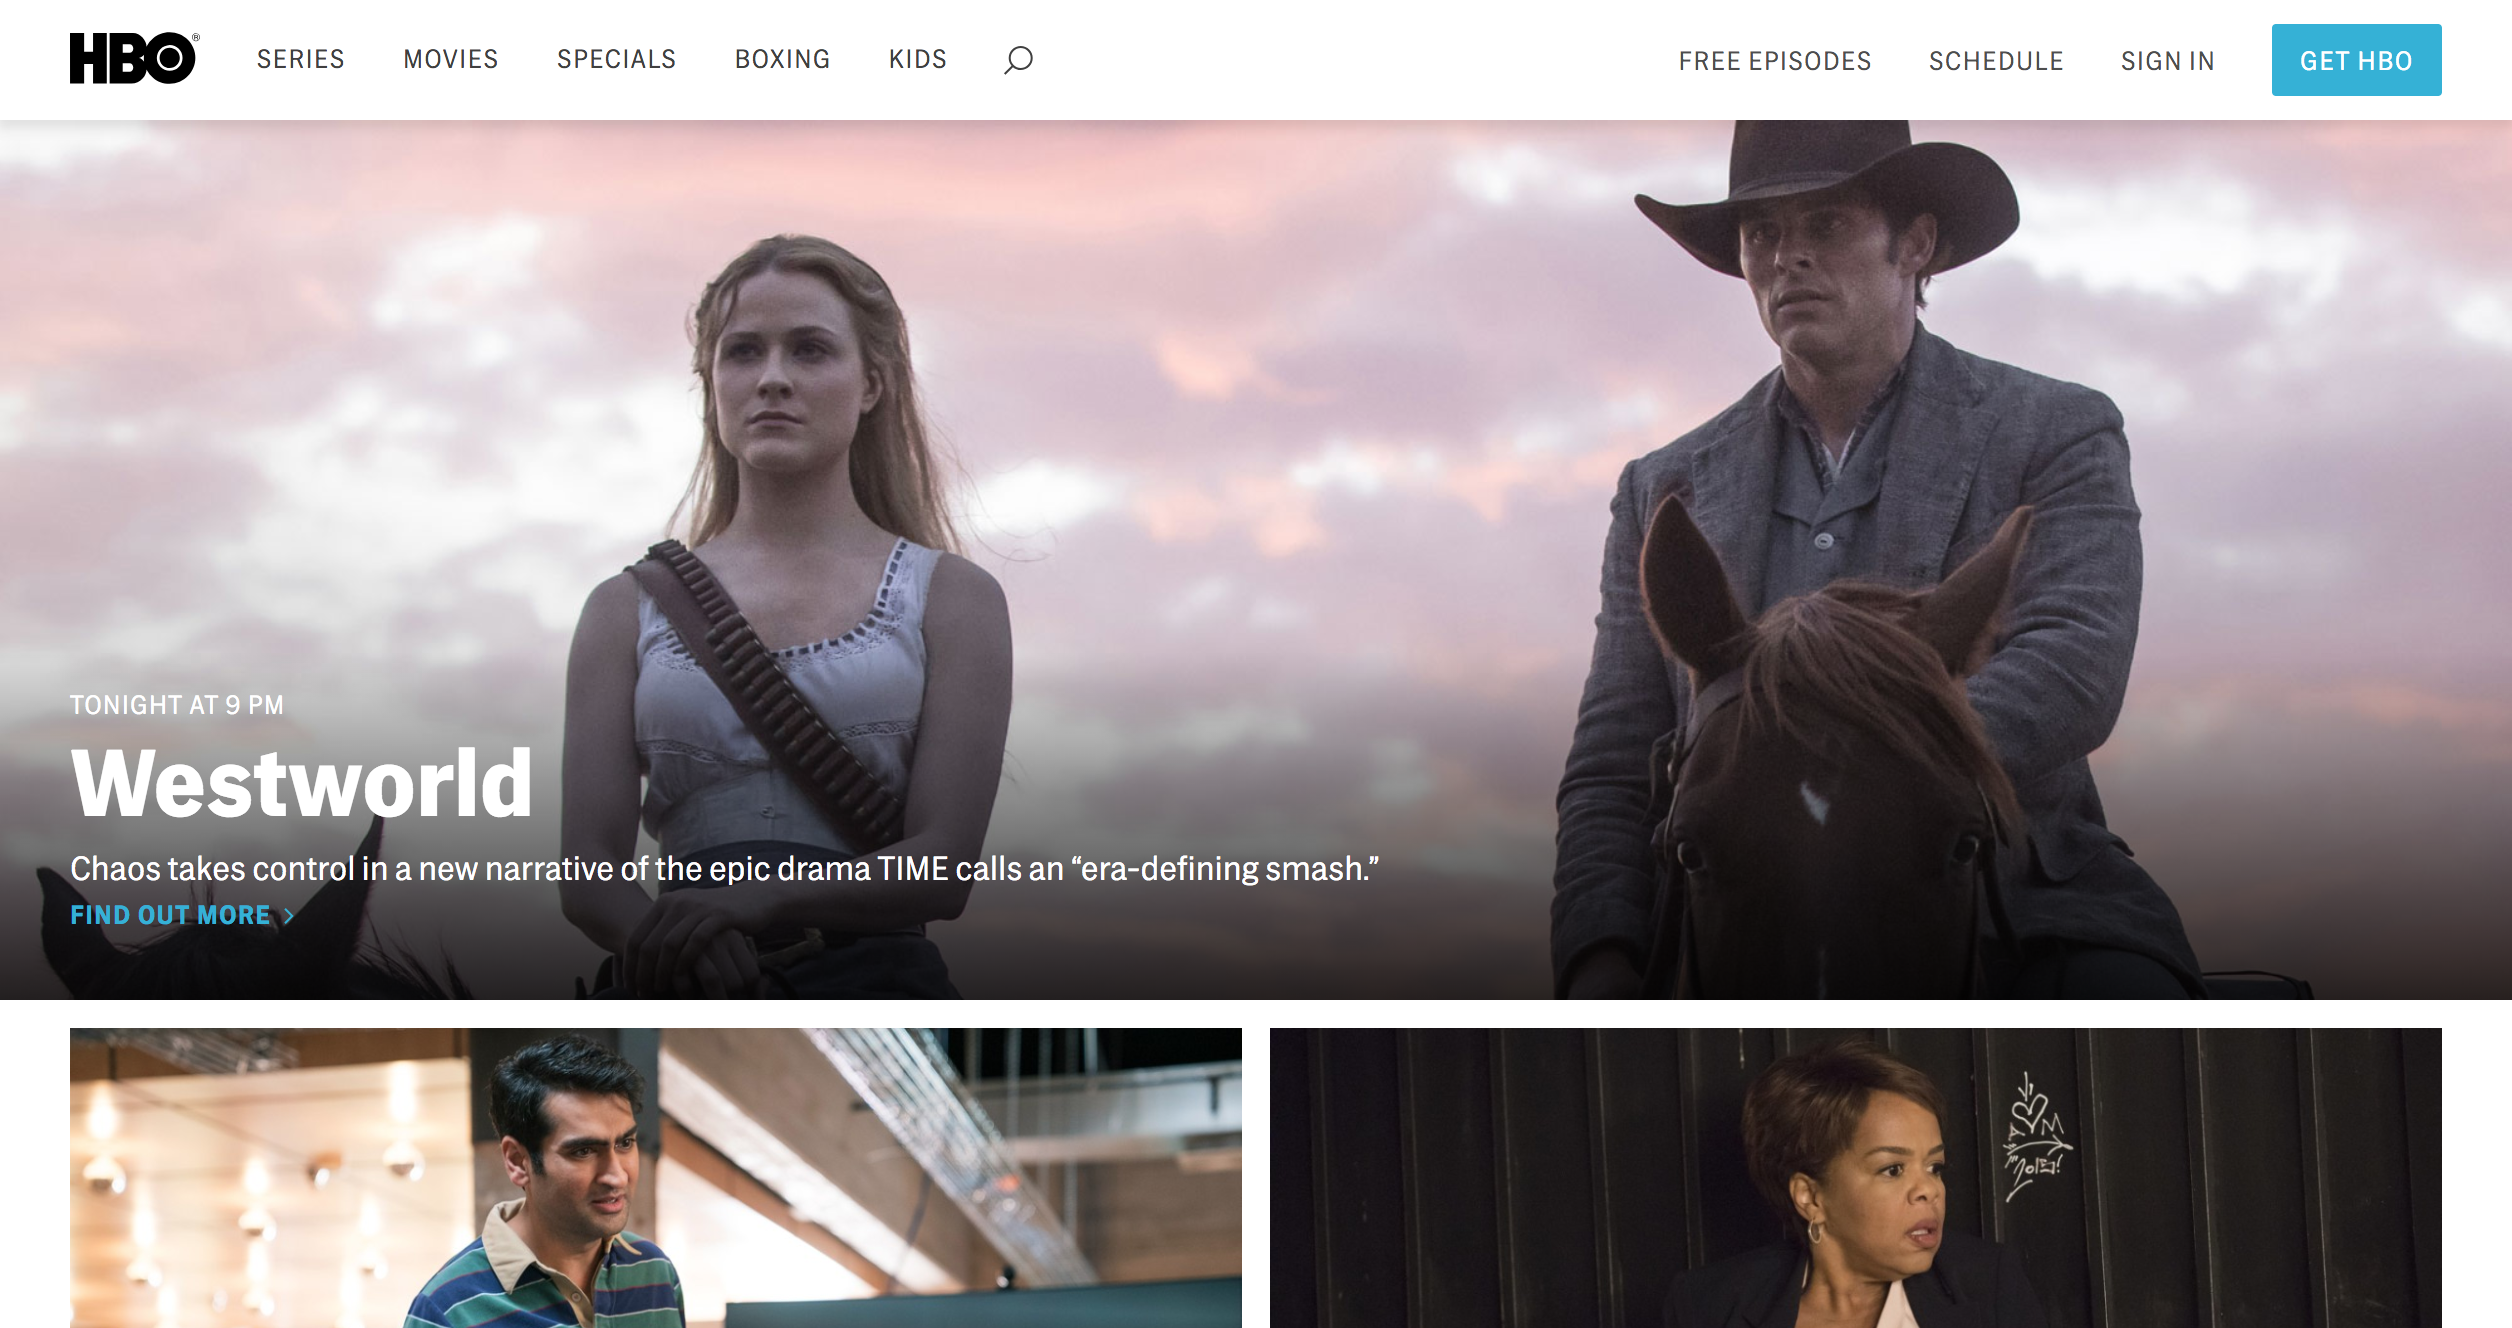 HBO®
SERIES
MOVIES
SPECIALS
BOXING
KIDS
FREE EPISODES
SCHEDULE
SIGN IN
GET HBO
TONIGHT AT 9 PM
Westworld
Chaos takes control in a new narrative of the epic drama TIME calls an “era-defining smash.”
FIND OUT MORE >